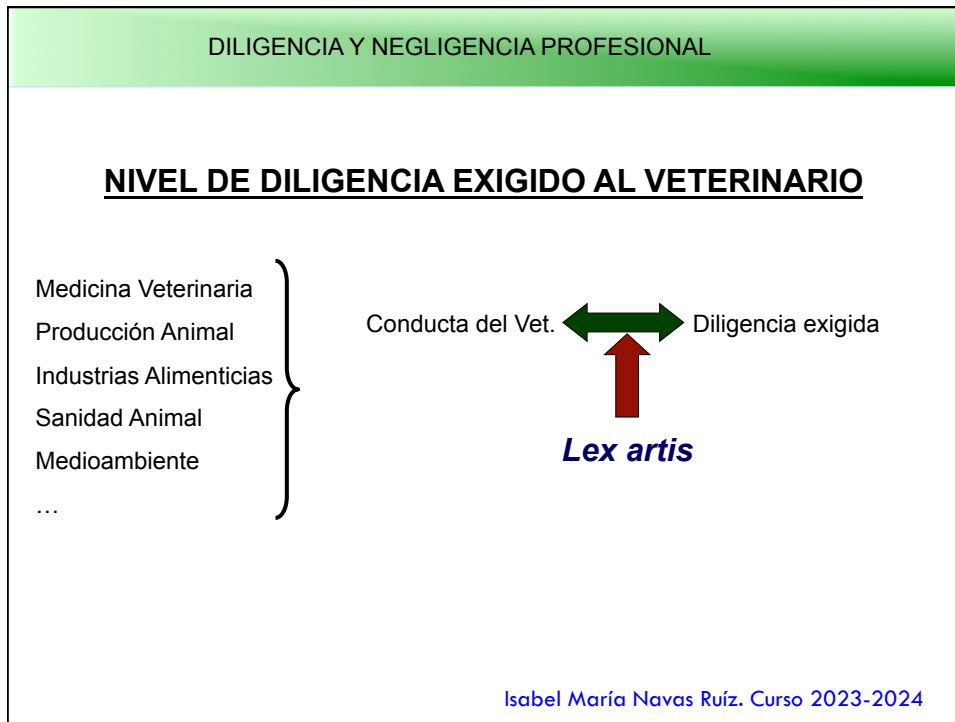 DILIGENCIA Y NEGLIGENCIA PROFESIONAL
NIVEL DE DILIGENCIA EXIGIDO AL VETERINARIO
Medicina Veterinaria
Producción Animal
Industrias Alimenticias
Sanidad Animal
Medioambiente
…
Conducta del Vet. Diligencia exigida
Lex artis
Isabel María Navas Ruíz. Curso 2023-2024